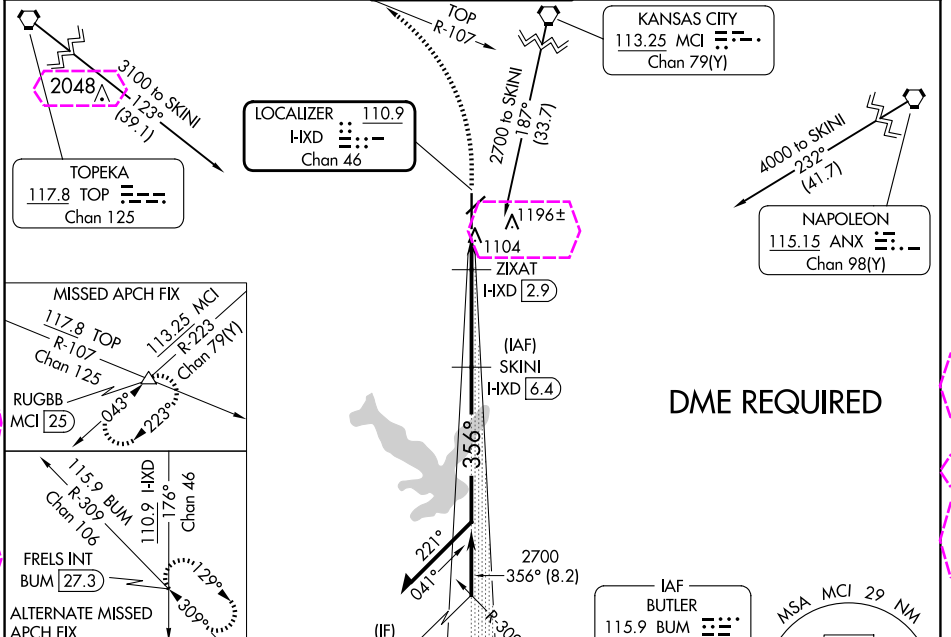 TOP
R-107
KANSAS CITY
113.25 MCI
Chan 79(Y)
2048
3100 to SKINI
123°
(39.1)
LOCALIZER 110.9
I-IXD
Chan 46
2700 to SKINI
187°
(33.7)
4000 to SKINI
232°
(41.7)
TOPEKA
117.8 TOP
Chan 125
NAPOLEON
115.15 ANX
Chan 98(Y)
1196±
1104
ZIXAT
I-IXD 2.9
MISSED APCH FIX
117.8 TOP
R-107
Chan 125
113.25 MCI
R-223
Chan 79(Y)
RUGBB
MCI 25
043°
223°
(IAF)
SKINI
I-IXD 6.4
DME REQUIRED
356°
115.9 BUM
R-309
Chan 106
110.9 I-IXD
176°
Chan 46
FRELS INT
BUM 27.3
129°
309°
ALTERNATE MISSED
APCH FIX
221°
041°
2700
356° (8.2)
R-309
(IF)
IAF
BUTLER
115.9 BUM
MSA MCI 29 NM